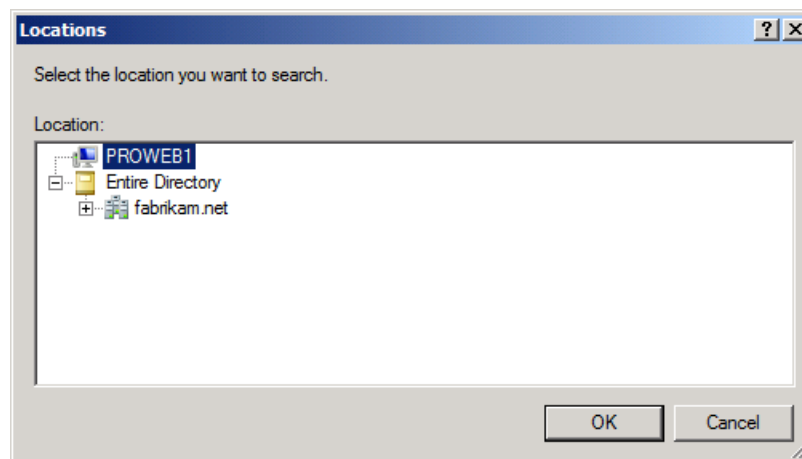 Locations
Select the location you want to search.
Location:
PROWEB1
Entire Directory
fabrikam.net
OK
Cancel